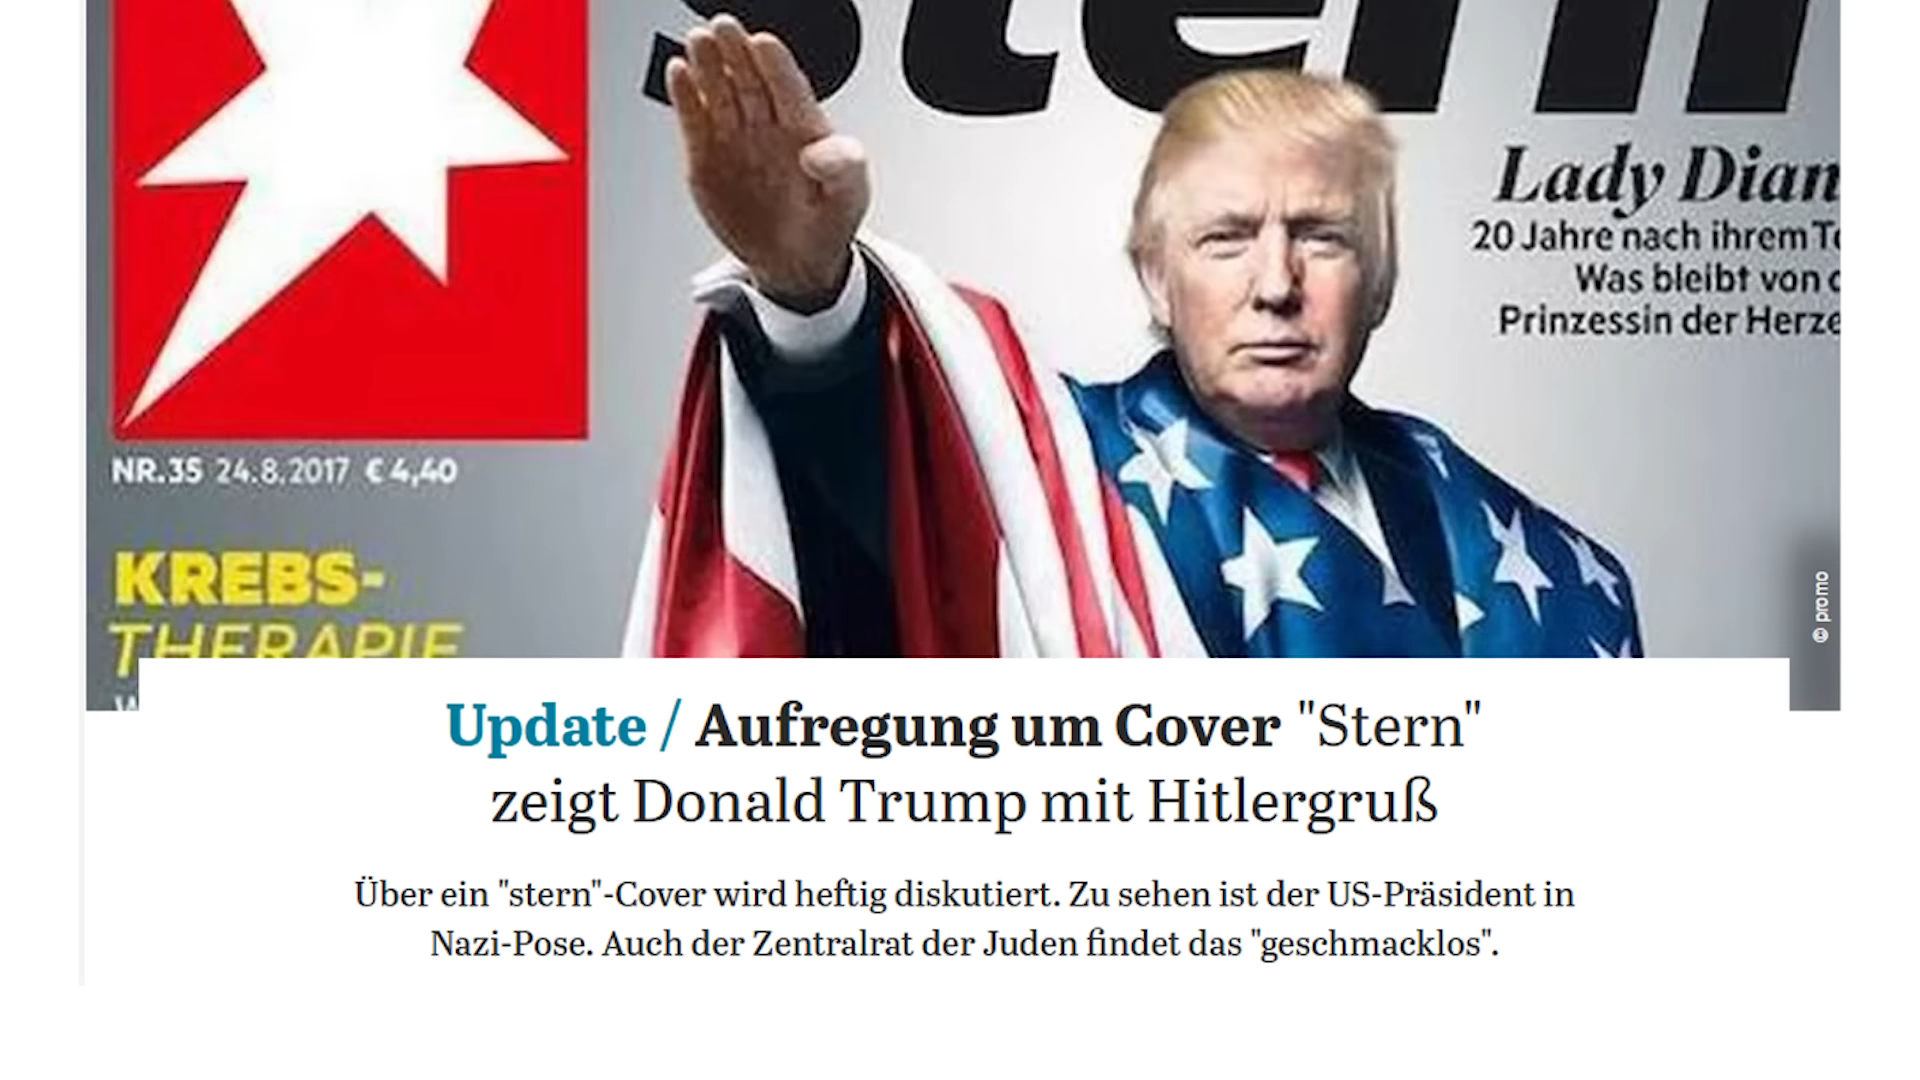 stern
Lady Dian
20 Jahre nach ihrem To
Was bleibt von d
Prinzessin der Herze
NR.35 24.8.2017 € 4,40
KREBS-
THERAPIE
© promo
Update / Aufregung um Cover "Stern"
zeigt Donald Trump mit Hitlergruß
Über ein "stern"-Cover wird heftig diskutiert. Zu sehen ist der US-Präsident in
Nazi-Pose. Auch der Zentralrat der Juden findet das "geschmacklos".